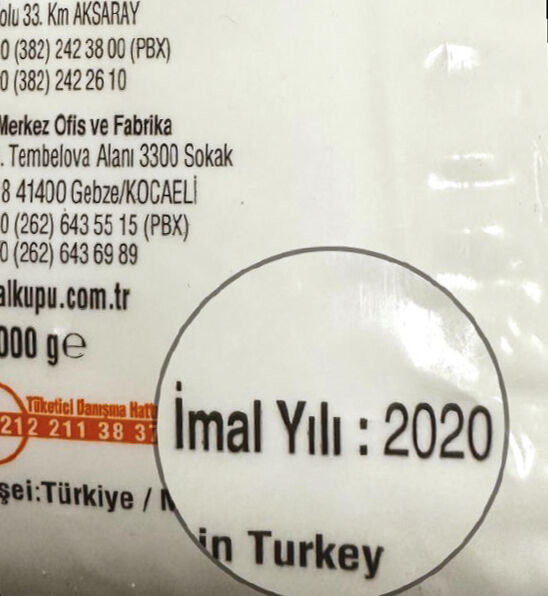 olu 33. Km AKSARAY
0 (382) 242 38 00 (PBX)
0 (382) 242 26 10
Merkez Ofis ve Fabrika
. Tembelova Alanı 3300 Sokak
8 41400 Gebze/KOCAELİ
0 (262) 643 55 15 (PBX)
0 (262) 643 69 89
alkupu.com.tr
000 g℮
Tüketici Danışma Hattı
212 211 38 37
İmal Yılı : 2020
şei:Türkiye / M
in Turkey